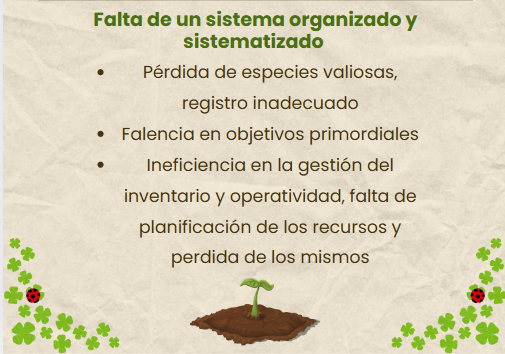 Falta de un sistema organizado y
sistematizado
• Pérdida de especies valiosas,
registro inadecuado
• Falencia en objetivos primordiales
• Ineficiencia en la gestión del
inventario y operatividad, falta de
planificación de los recursos y
perdida de los mismos